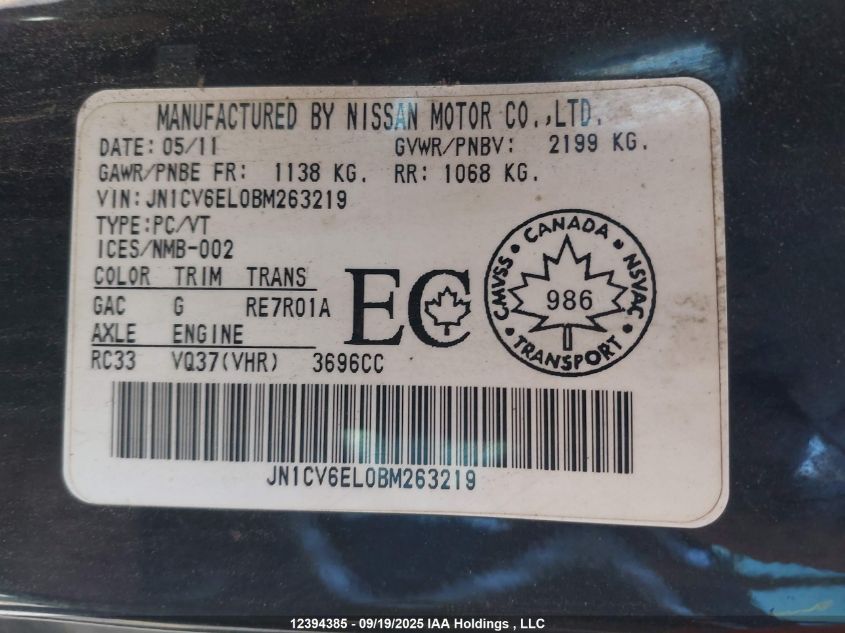 MANUFACTURED BY NISSAN MOTOR CO.,LTD.
DATE: 05/11 GVWR/PNBV: 2199 KG.
GAWR/PNBE FR: 1138 KG. RR: 1068 KG.
VIN: JN1CV6EL0BM263219
TYPE:PC/VT
ICES/NMB-002
COLOR TRIM TRANS
GAC G RE7R01A
AXLE ENGINE
RC33 VQ37(VHR) 3696CC
EC
CANADA
CMVSS • NSVAC
986
TRANSPORT
JN1CV6EL0BM263219
12394385 - 09/19/2025 IAA Holdings , LLC